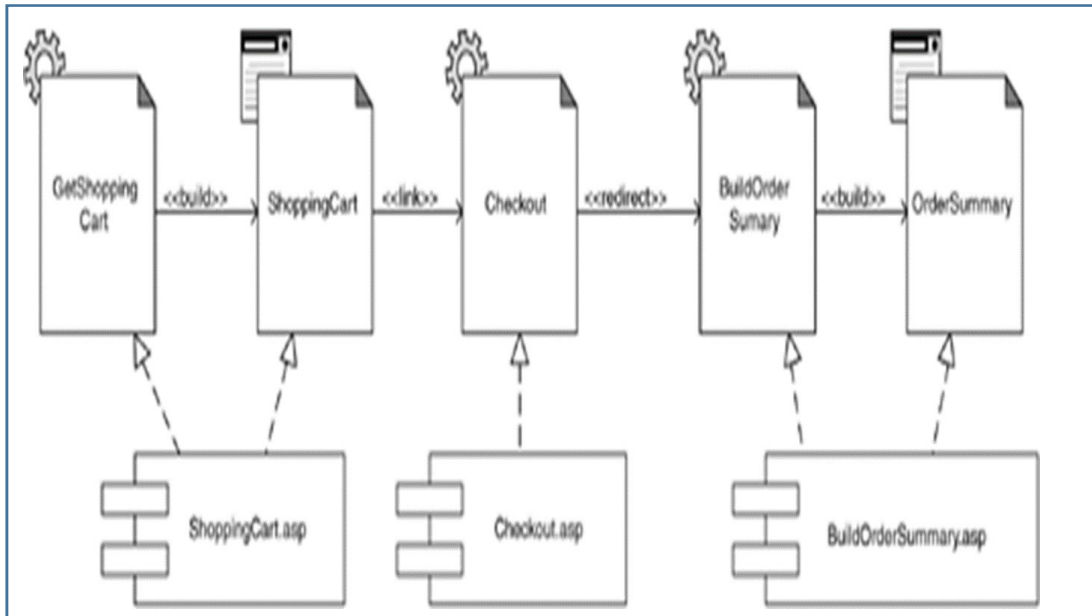 GetShopping
Cart
<<build>>
ShoppingCart
<<link>>
Checkout
<<redirect>>
BuildOrder
Sumary
<<build>>
OrderSummary
ShoppingCart.asp
Checkout.asp
BuildOrderSummary.asp